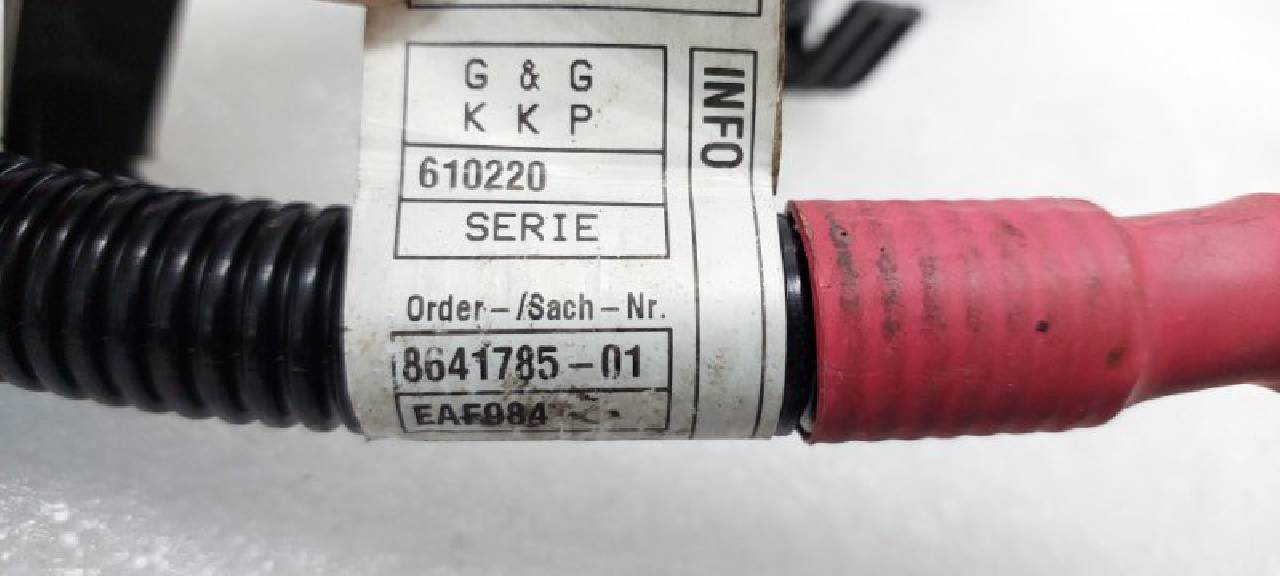 G & G
K K P
610220
SERIE
Order-/Sach-Nr.
8641785-01
EAF984
INFO